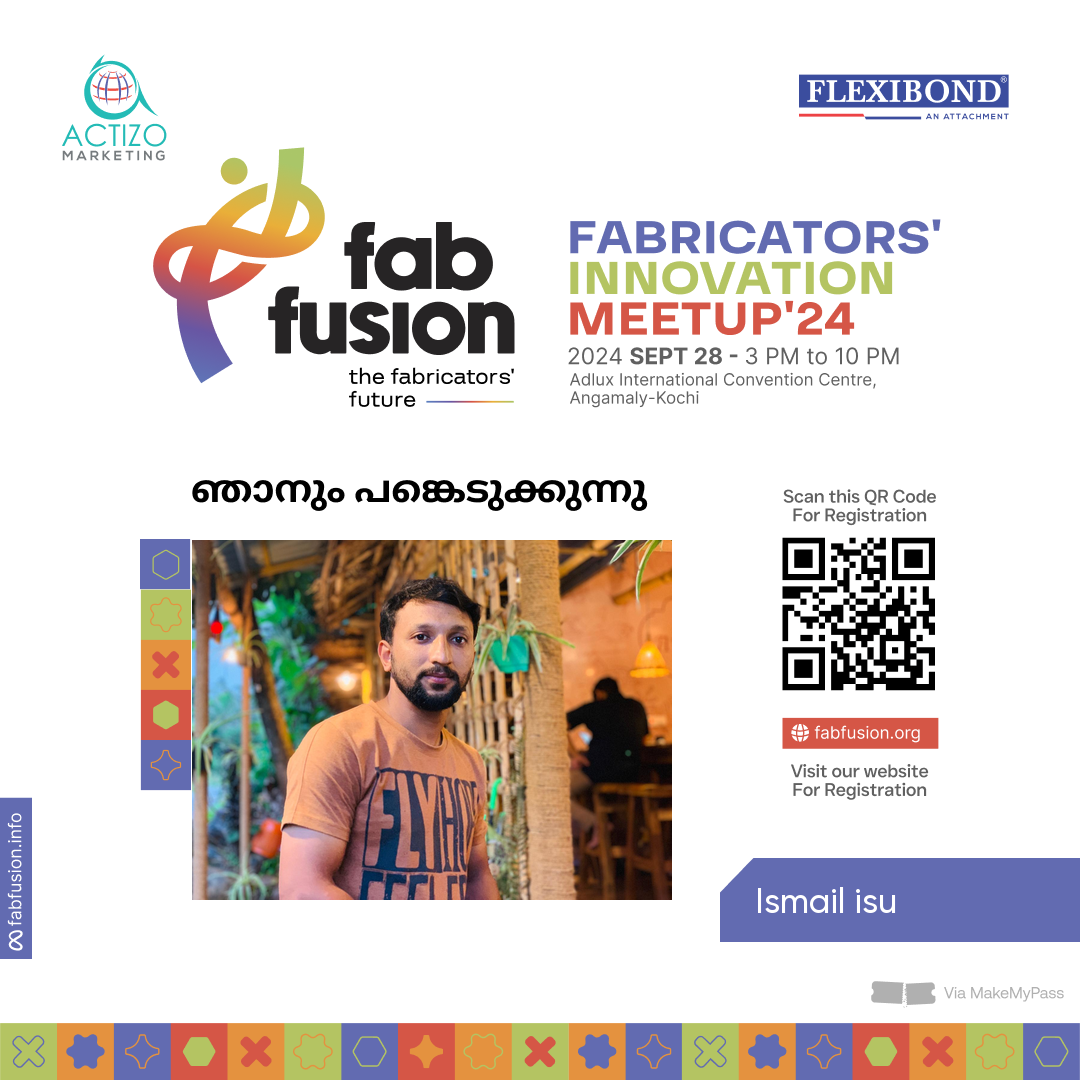 ACTIZO
MARKETING
FLEXIBOND®
AN ATTACHMENT
fab
fusion
the fabricators'
future
FABRICATORS'
INNOVATION
MEETUP'24
2024 SEPT 28 - 3 PM to 10 PM
Adlux International Convention Centre,
Angamaly-Kochi
ഞാനും പങ്കെടുക്കുന്നു
Scan this QR Code
For Registration
fabfusion.org
Visit our website
For Registration
FLYHO
fabfusion.info
Ismail isu
Via MakeMyPass